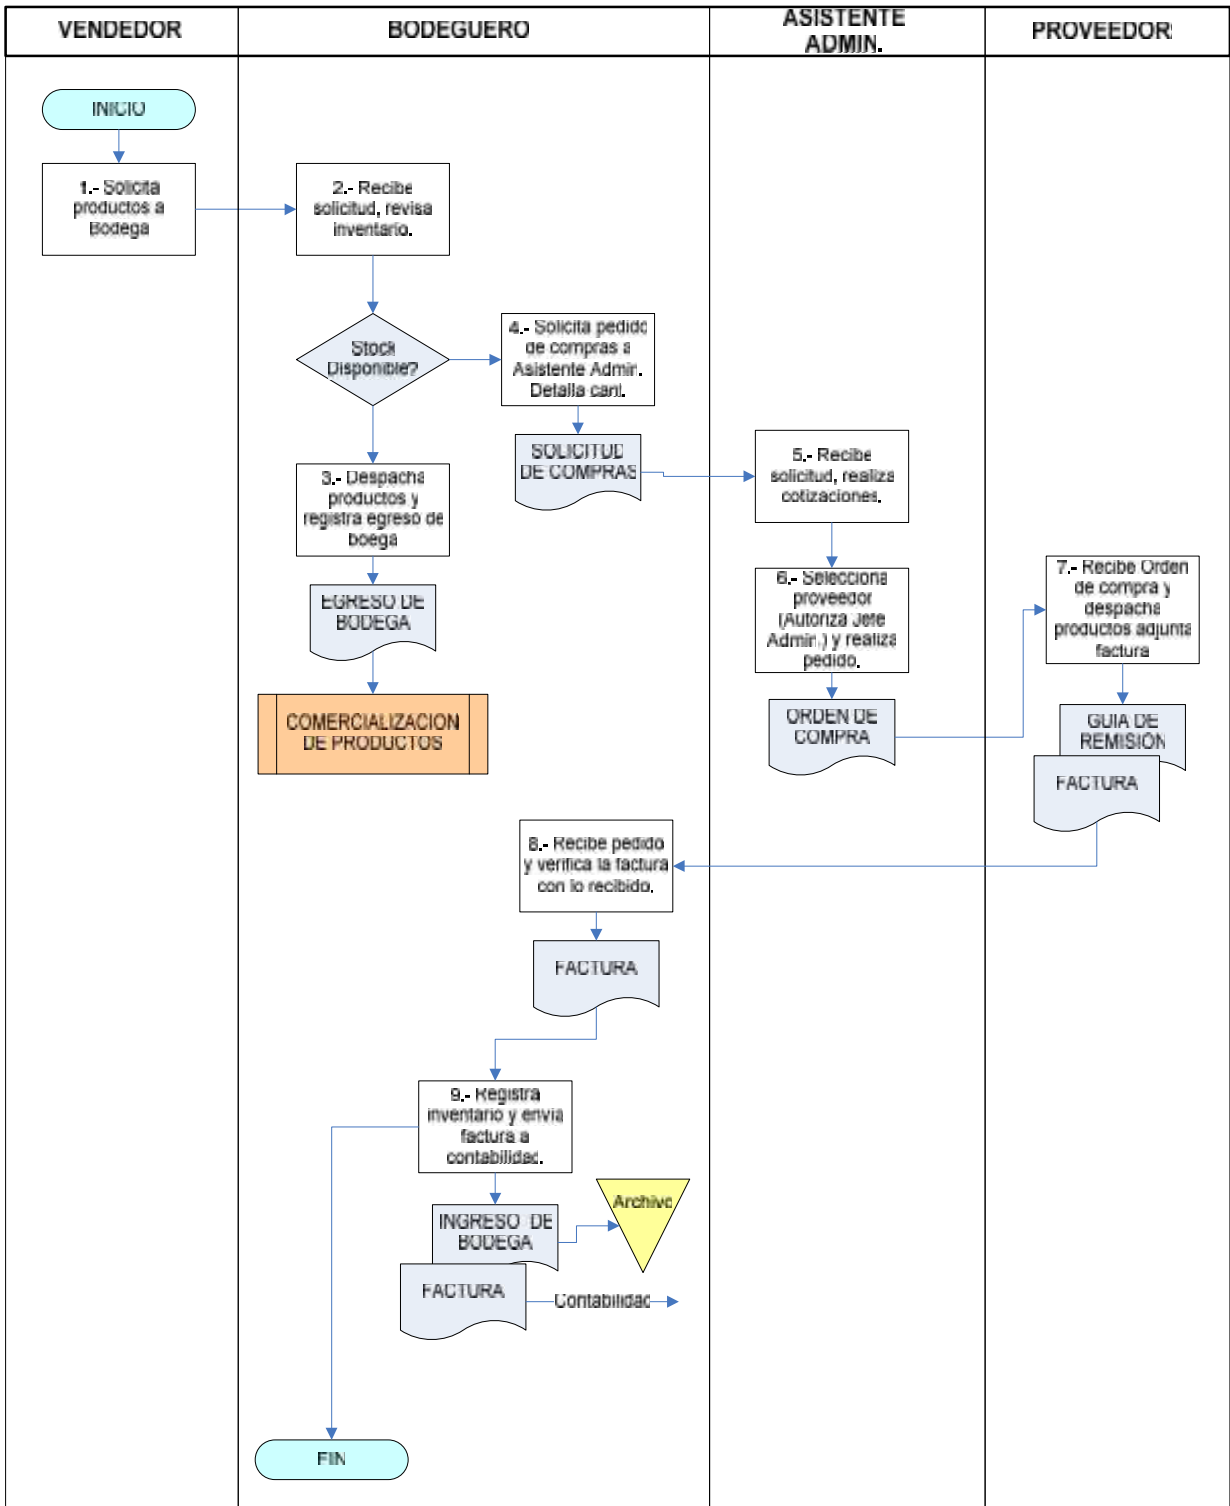 VENDEDOR
BODEGUERO
ASISTENTE
ADMIN.
PROVEEDOR
INICIO
1.- Solicita
productos a
Bodega
2.- Recibe
solicitud, revisa
inventario.
Stock
Disponible?
4.- Solicita pedido
de compras a
Asistente Admin.
Detalla cant.
SOLICITUD
DE COMPRAS
3.- Despacha
productos y
registra egreso de
boega
EGRESO DE
BODEGA
COMERCIALIZACION
DE PRODUCTOS
5.- Recibe
solicitud, realiza
cotizaciones.
6.- Selecciona
proveedor
(Autoriza Jefe
Admin.) y realiza
pedido.
ORDEN DE
COMPRA
7.- Recibe Orden
de compra y
despacha
productos adjunta
factura
GUIA DE
REMISIÓN
FACTURA
8.- Recibe pedido
y verifica la factura
con lo recibido.
FACTURA
9.- Registra
inventario y envia
factura a
contabilidad.
INGRESO DE
BODEGA
Archivo
FACTURA
Contabilidad
FIN